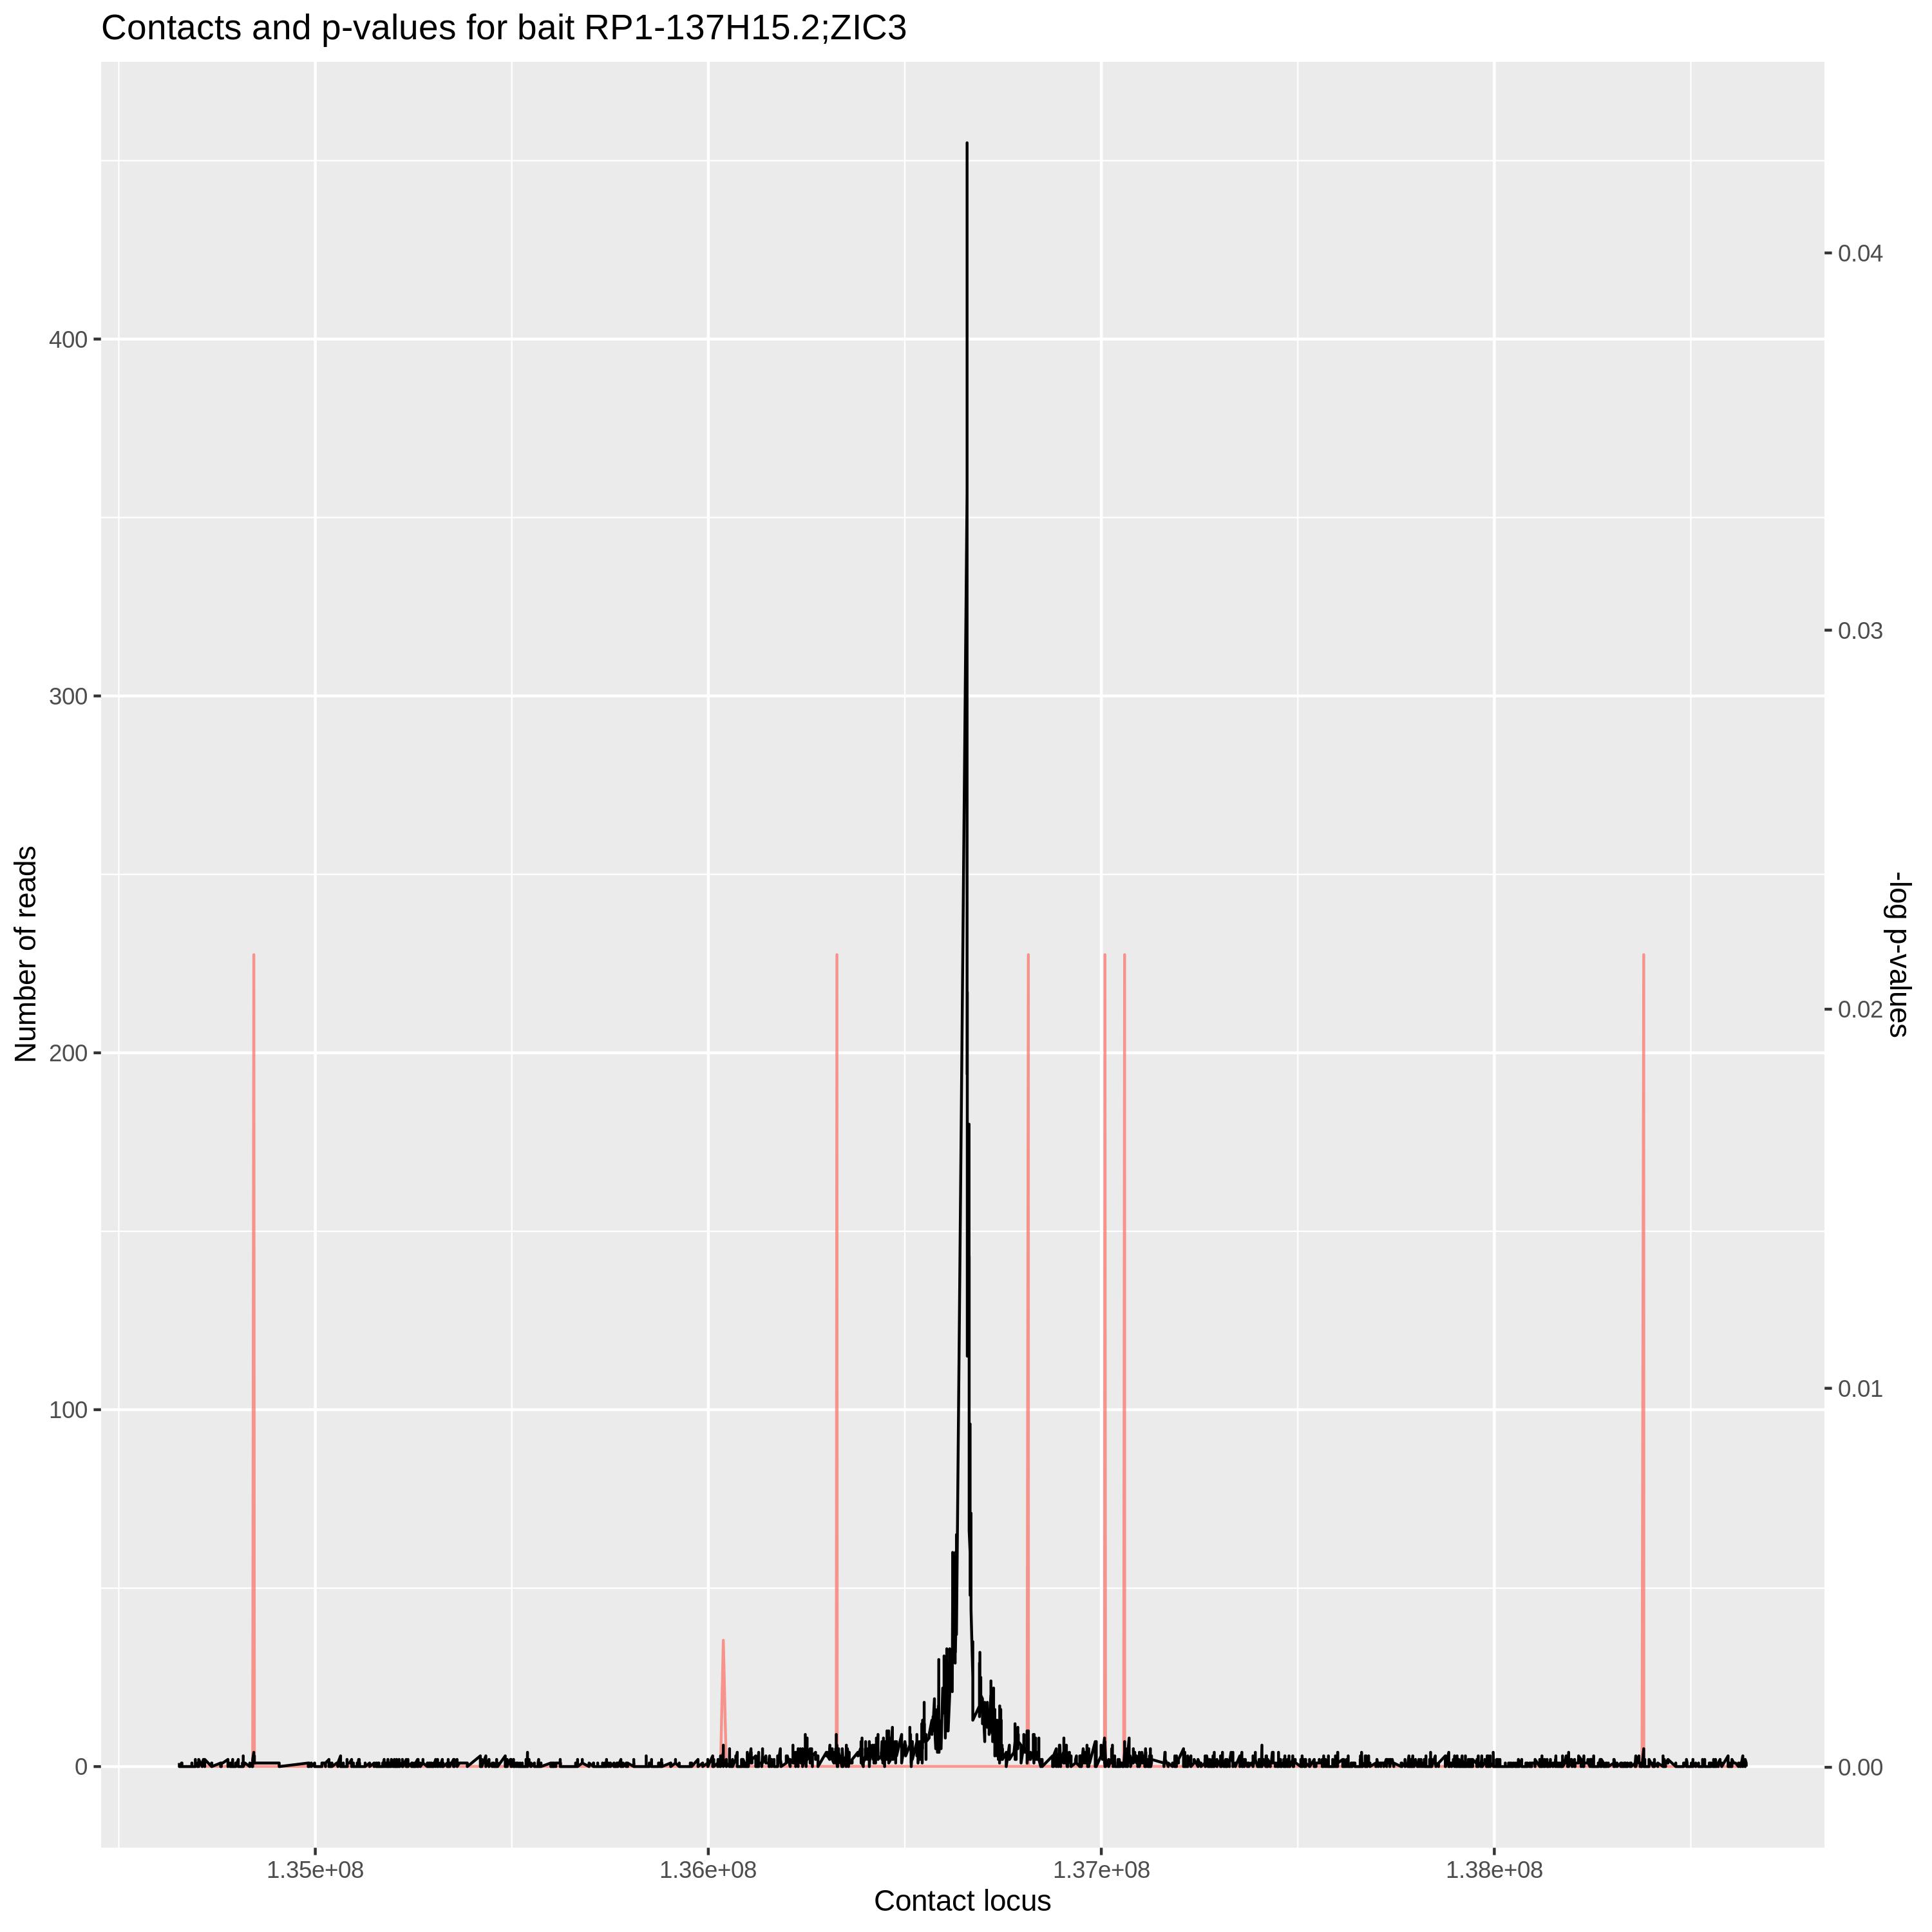 Contacts and p-values for bait RP1-137H15.2;ZIC3
400
300
200
100
0
Number of reads
0.04
0.03
0.02
0.01
0.00
-log p-values
1.35e+08 1.36e+08 1.37e+08 1.38e+08
Contact locus